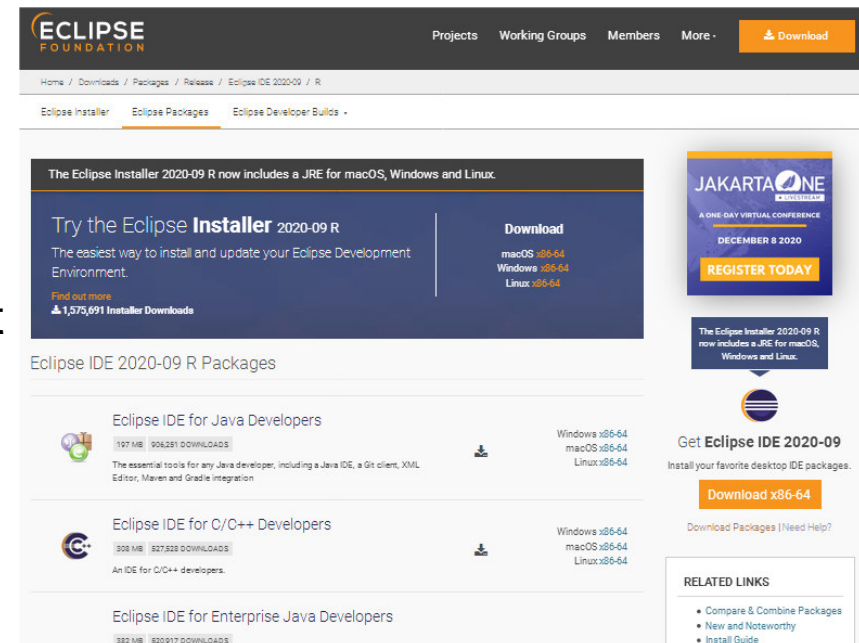 ECLIPSE
FOUNDATION
Projects Working Groups Members More Download
Home / Downloads / Packages / Release / Eclipse IDE 2020-09 / R
Eclipse Installer Eclipse Packages Eclipse Developer Builds
The Eclipse Installer 2020-09 R now includes a JRE for macOS, Windows and Linux.
Try the Eclipse Installer 2020-09 R
The easiest way to install and update your Eclipse Development
Environment.
Find out more
1,575,691 Installer Downloads
Download
macOS x86-64
Windows x86-64
Linux x86-64
JAKARTA ONE
LIVESTREAM
A ONE-DAY VIRTUAL CONFERENCE
DECEMBER 8 2020
REGISTER TODAY
Eclipse IDE 2020-09 R Packages
Eclipse IDE for Java Developers
197 MB 906,251 DOWNLOADS
The essential tools for any Java developer, including a Java IDE, a Git client, XML
Editor, Maven and Gradle integration
Windows x86-64
macOS x86-64
Linux x86-64
Eclipse IDE for C/C++ Developers
308 MB 527,528 DOWNLOADS
An IDE for C/C++ developers.
Windows x86-64
macOS x86-64
Linux x86-64
Eclipse IDE for Enterprise Java Developers
382 MB 520,917 DOWNLOADS
The Eclipse Installer 2020-09 R
now includes a JRE for macOS,
Windows and Linux.
Get Eclipse IDE 2020-09
Install your favorite desktop IDE packages.
Download x86-64
Download Packages | Need Help?
RELATED LINKS
Compare & Combine Packages
New and Noteworthy
Install Guide